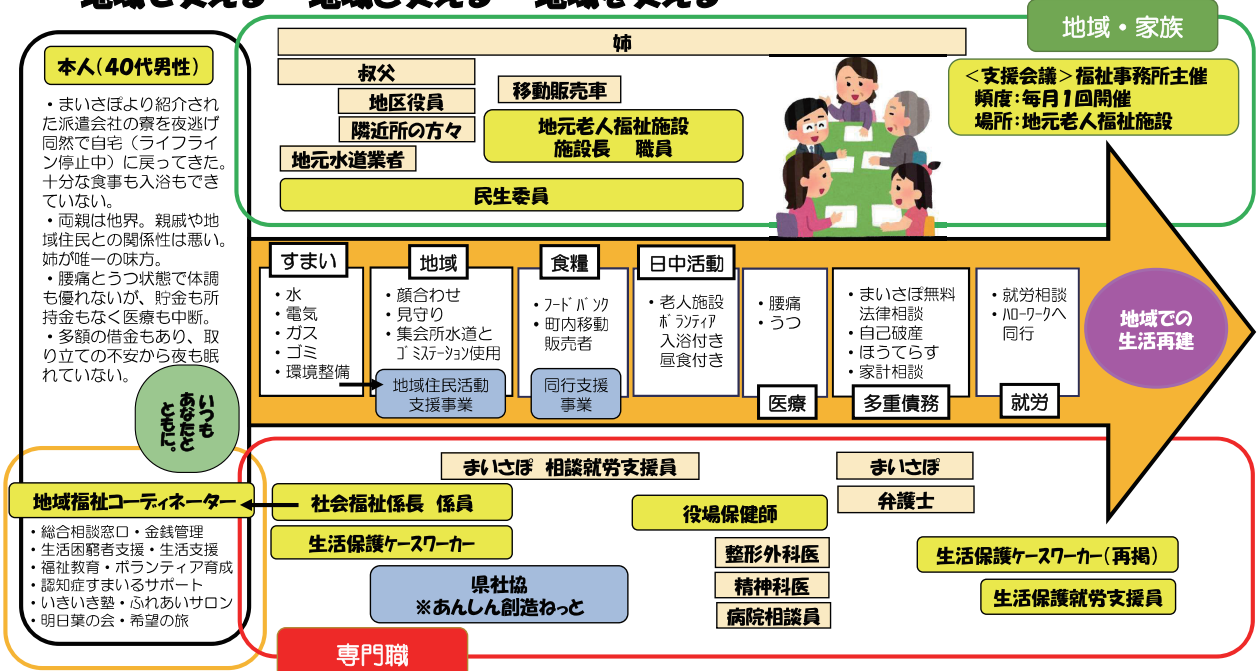 地域・家族
本人(40代男性)
・まいさぽより紹介され
た派遣会社の寮を夜逃げ
同然で自宅(ライフライ
ン停止中)に戻ってきた。
十分な食事も入浴もでき
ていない。
・両親は他界。親戚や地
域住民との関係性は悪い。
姉が唯一の味方。
・腰痛とうつ状態で体調
も優れないが、貯金も所
持金もなく医療も中断。
・多額の借金もあり、取
り立ての不安から夜も眠
れていない。
いつも
あなたと
ともに。
姉
叔父
地区役員
隣近所の方々
地元水道業者
移動販売車
地元老人福祉施設
施設長 職員
民生委員
<支援会議>福祉事務所主催
頻度:毎月1回開催
場所:地元老人福祉施設
すまい
・水
・電気
・ガス
・ゴミ
・環境整備
地域
・顔合わせ
・見守り
・集会所水道と
ゴミステーション使用
地域住民活動
支援事業
食糧
・フードバンク
・町内移動
販売者
同行支援
事業
日中活動
・老人施設
ボランティア
入浴付き
昼食付き
・腰痛
・うつ
医療
・まいさぽ無料
法律相談
・自己破産
・ほうてらす
・家計相談
多重債務
・就労相談
・ハローワークへ
同行
就労
地域での
生活再建
地域福祉コーディネーター
・総合相談窓口・金銭管理
・生活困窮者支援・生活支援
・福祉教育・ボランティア育成
・認知症すまいるサポート
・いきいき塾・ふれあいサロン
・明日葉の会・希望の旅
まいさぽ 相談就労支援員
社会福祉係長 係員
生活保護ケースワーカー
県社協
※あんしん創造ねっと
役場保健師
整形外科医
精神科医
病院相談員
まいさぽ
弁護士
生活保護ケースワーカー(再掲)
生活保護就労支援員
専門職